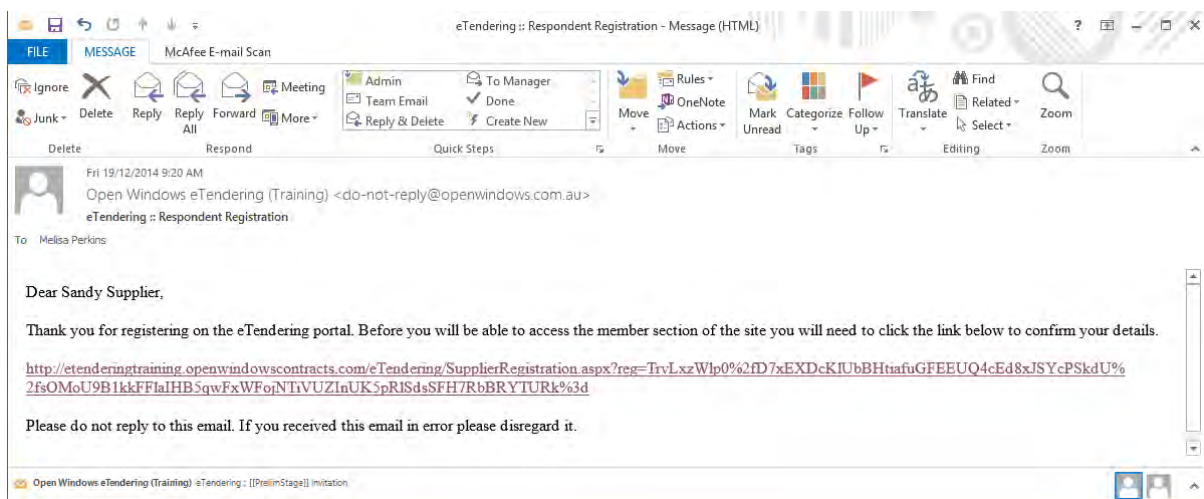 eTendering :: Respondent Registration - Message (HTML)
FILE MESSAGE McAfee E-mail Scan
Ignore
Junk
Delete
Reply
Reply All
Forward
Meeting
More
Admin
Team Email
Reply & Delete
To Manager
Done
Create New
Move
Rules
OneNote
Actions
Mark Unread
Categorize
Follow Up
Translate
Find
Related
Select
Zoom
Delete Respond Quick Steps Move Tags Editing Zoom
Fri 19/12/2014 9:20 AM
Open Windows eTendering (Training) <do-not-reply@openwindows.com.au>
eTendering :: Respondent Registration
To Melisa Perkins
Dear Sandy Supplier,
Thank you for registering on the eTendering portal. Before you will be able to access the member section of the site you will need to click the link below to confirm your details.
http://etenderingtraining.openwindowscontracts.com/eTendering/SupplierRegistration.aspx?reg=TrvLxzWlp0%2fD7xEXDcKIUbBHtiafuGFEEUQ4cEd8xJSYcPSkdU%
2fsOMoU9B1kkFFIaIHB5qwFxWFojNTiVUZInUK5pRISdsSFH7RbBRYTURk%3d
Please do not reply to this email. If you received this email in error please disregard it.
Open Windows eTendering (Training) eTendering : [[PrelimStage]] Invitation